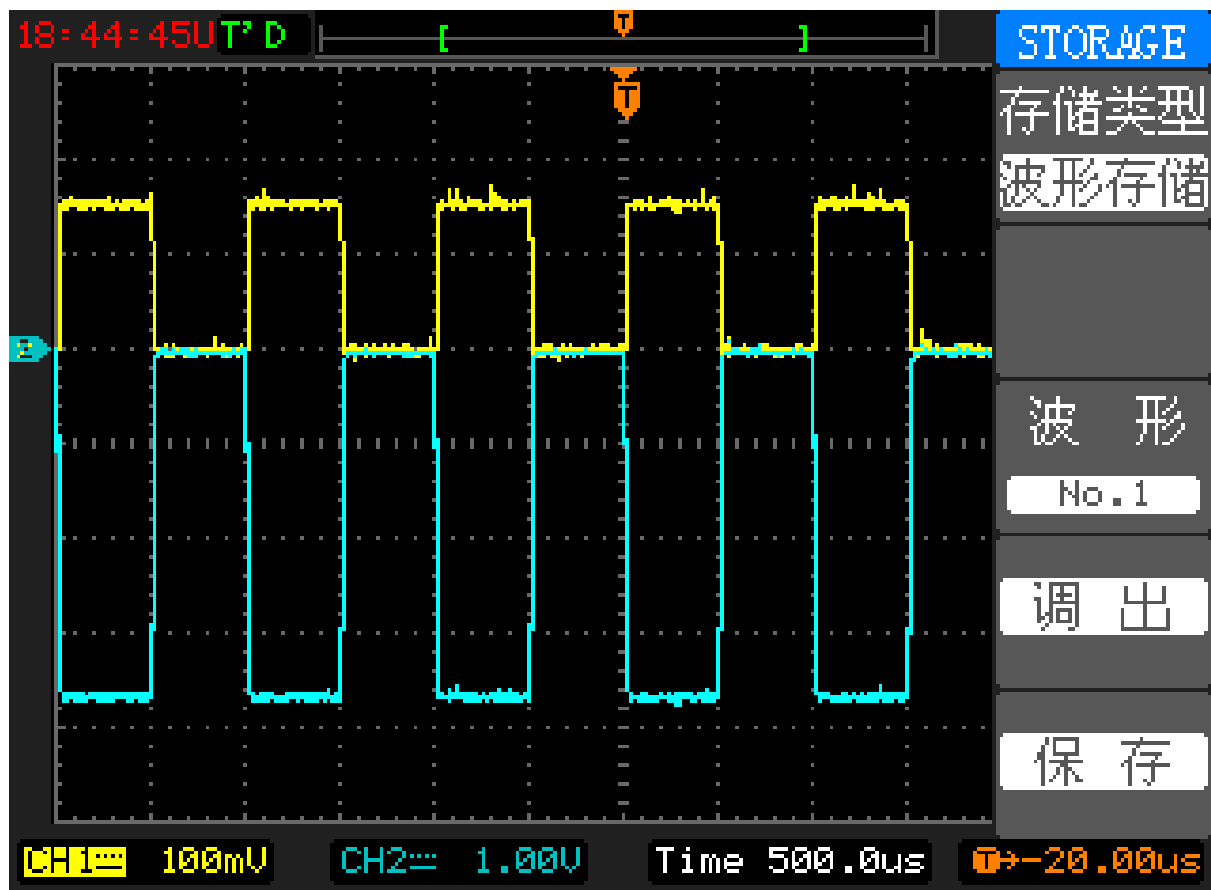 18:44:45U T'D
T
STORAGE
T
存储类型
波形存储
2
波 形
No.1
调 出
保 存
CH1 100mV CH2 1.00V Time 500.0us T→-20.00us